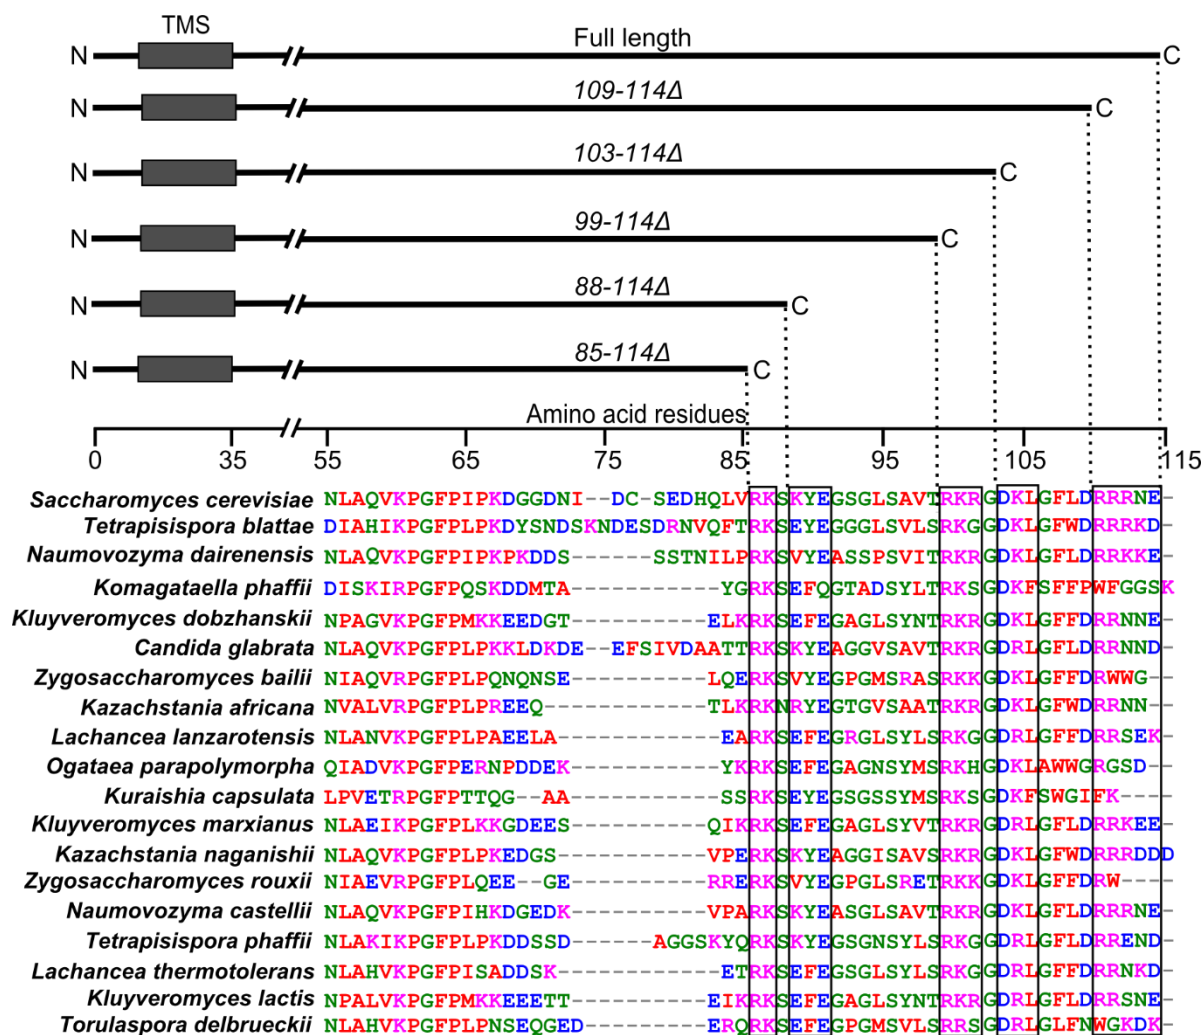 TMS
N Full length C
N 109-114Δ C
N 103-114Δ C
N 99-114Δ C
N 88-114Δ C
N 85-114Δ C
Amino acid residues
0 35 55 65 75 85 95 105 115
Saccharomyces cerevisiae NLAQVKPGFPIPKDGGDNI--DC-SEDHQLVRKSKYEGSGLSAVTRKRGDKLGFLDRRRNE-
Tetrapisispora blattae DIAHIKPGFPLPKDYSNDSKNDESDRNVQFTRKSEYEGGGLSVLSRKGGDKLGFWDRRRKD-
Naumovozyma dairenensis NLAQVKPGFPIPKPKDDS------SSTNILPRKSVYEASSPSVITRKRGDKLGFLDRRKKE-
Komagataella phaffii DISKIRPGFPQSKDDMTA-----------YGRKSEFQGTADSYLTRKSGDKFSFFPWFGGSK
Kluyveromyces dobzhanskii NPAGVKPGFPMKKEEDGT----------ELKRKSEFEGAGLSYNTRKRGDRLGFFDRRNNE-
Candida glabrata NLAQVKPGFPLPKKLDKDE--EFSIVDAATTRKSKYEAGGVSAVTRKRGDRLGFLDRRNND-
Zygosaccharomyces bailii NIAQVRPGFPLPQNQNSE----------LQERKSVYEGPGMSRASRKKGDKLGFFDRWWG-
Kazachstania africana NVALVRPGFPLPREEQ------------TLKRKNRYEGTGVSAATRKRGDKLGFWDRRNN--
Lachancea lanzarotensis NLANVKPGFPLPAEELA------------EARKSEFEGRGLSYLSRKKGDRLGFFDRRSEK-
Ogataea parapolymorpha QIADVKPGFPERNPDDEK-----------YKRKSEFEGAGNSYMSRKHGDKLAWWGRGSD-
Kuraishia capsulata LPVETRPGFPTTQG--AA-----------SSRKSEYEGSGSSYMSRKSGDKFSWGIFK----
Kluyveromyces marxianus NLAEIKPGFPLKKGDEES----------QIKRKSEFEGAGLSYVTRKRGDRLGFLDRRKEE-
Kazachstania naganishii NLAQVKPGFPLPKEDGS-----------VPERKSKYEAGGISAVSRKRGDKLGFWDRRRDDD
Zygosaccharomyces rouxii NIAEVRPGFPLQEE--GE----------RRERKSVYEGPGLSRETRKKGDKLGFFDRW----
Naumovozyma castellii NLAQVKPGFPIHKDGEDK----------VPARKSKYEASGLSAVTRKRGDKLGFLDRRRNE-
Tetrapisispora phaffii NLAKIKPGFPLPKDDSSD------AGGSKYQRKSKYEGSGNSYLSRKGGDRLGFLDRREND-
Lachancea thermotolerans NLAHVKPGFPISADDSK------------ETRKSEFEGSGLSYLSRKGGDRLGFFDRRNKD-
Kluyveromyces lactis NPALVKPGFPMKKEEETT----------EIKRKSEFEGAGLSYNTRKRGDRLGFLDRRSNE-
Torulaspora delbrueckii NLAHVKPGFPLPNSEQGED---------ERQRKSEFEGPGMSVLSRRSGDRLGLFNWGKDK-